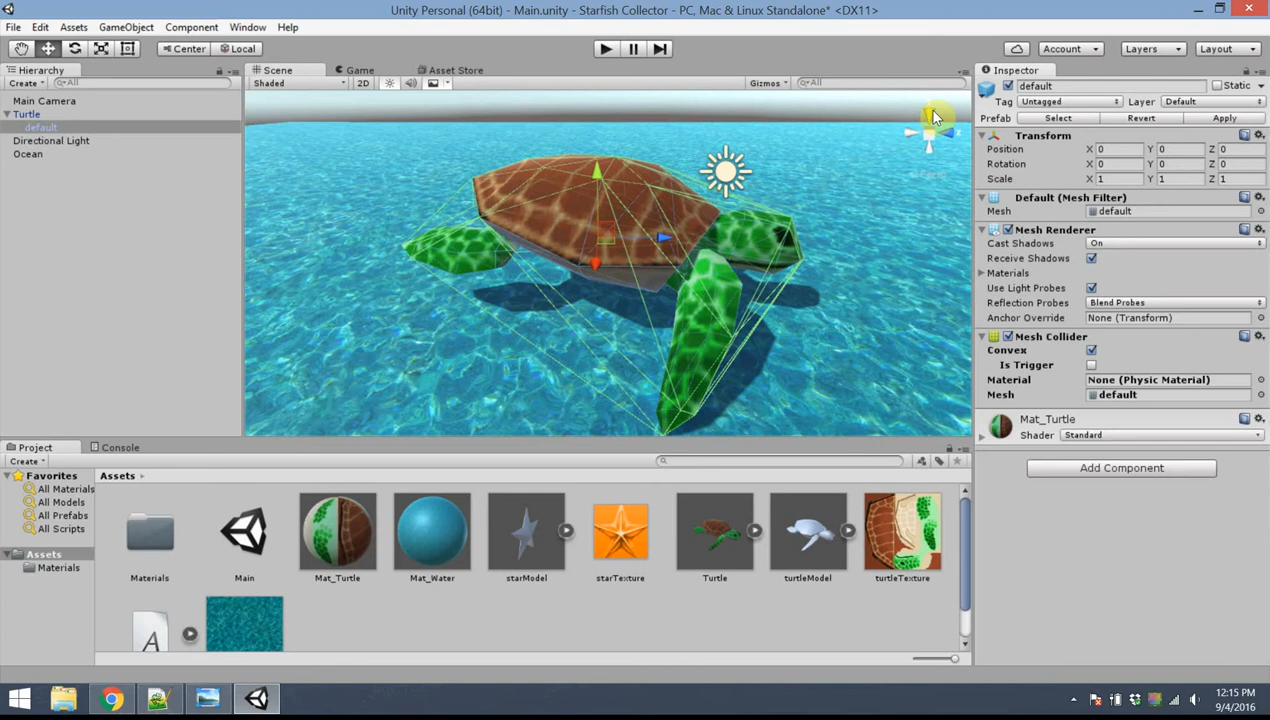 Unity Personal (64bit) - Main.unity - Starfish Collector - PC, Mac & Linux Standalone* <DX11>
File Edit Assets GameObject Component Window Help
Center Local Account Layers Layout
Hierarchy Scene Game Asset Store Inspector
Create All Shaded 2D Gizmos All
default Static
Tag Untagged Layer Default
Prefab Select Revert Apply
Main Camera
Turtle
default
Directional Light
Ocean
x
Transform
Position X 0 Y 0 Z 0
Rotation X 0 Y 0 Z 0
Scale X 1 Y 1 Z 1
Default (Mesh Filter)
Mesh default
Mesh Renderer
Cast Shadows On
Receive Shadows
Materials
Use Light Probes
Reflection Probes Blend Probes
Anchor Override None (Transform)
Mesh Collider
Convex
Is Trigger
Material None (Physic Material)
Mesh default
Mat_Turtle
Shader Standard
Add Component
Project Console
Create
Favorites
All Materials
All Models
All Prefabs
All Scripts
Assets
Materials
Assets
Materials Main Mat_Turtle Mat_Water starModel starTexture Turtle turtleModel turtleTexture
A
12:15 PM
9/4/2016